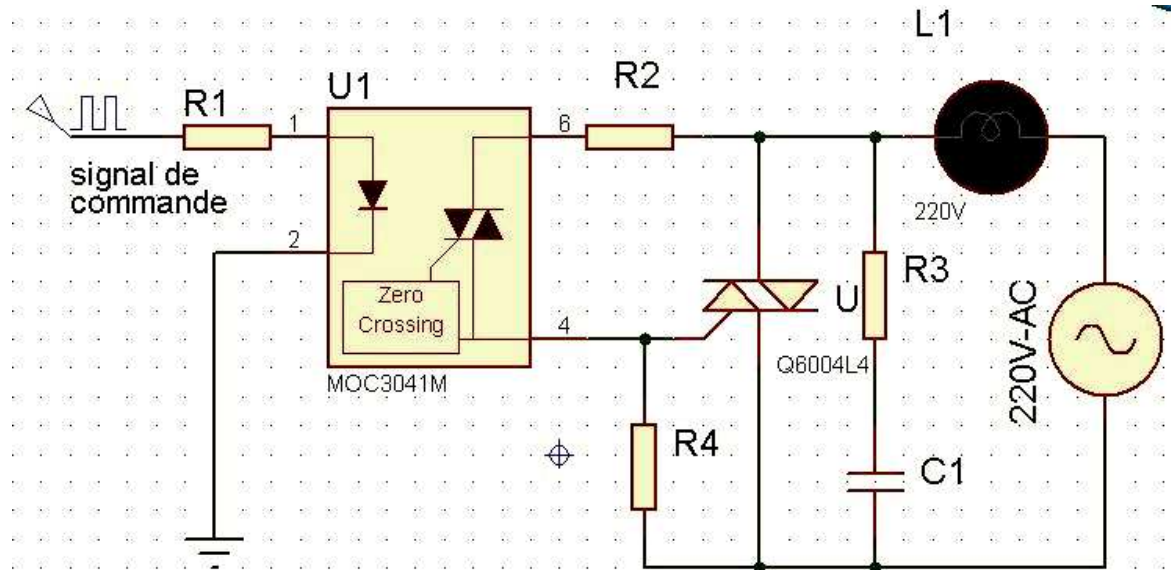 L1
R2
U1
R1
1
6
signal de
commande
220V
2
R3
Zero
Crossing
U
4
Q6004L4
220V-AC
MOC3041M
R4
C1